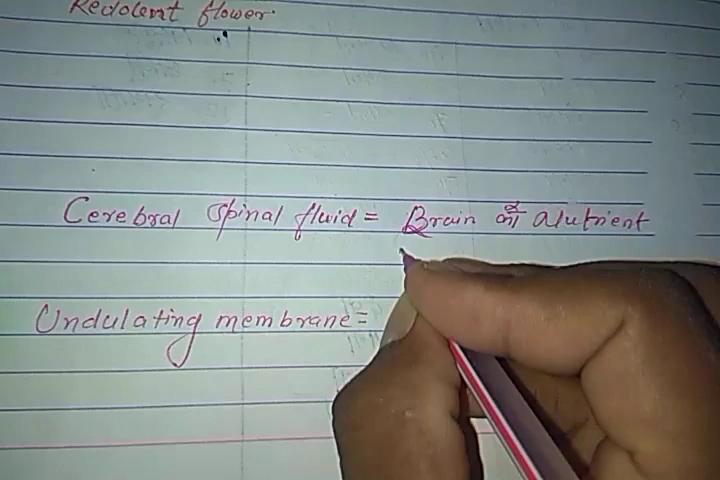 Redolent flower.
Cerebral Spinal fluid = Brain को Nutrient
Undulating membrane =